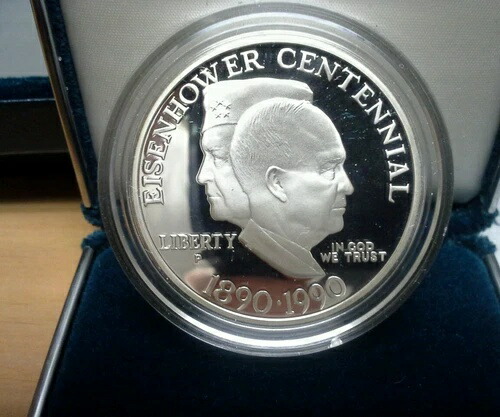 EISENHOWER CENTENNIAL
LIBERTY
P
IN GOD
WE TRUST
1890·1990